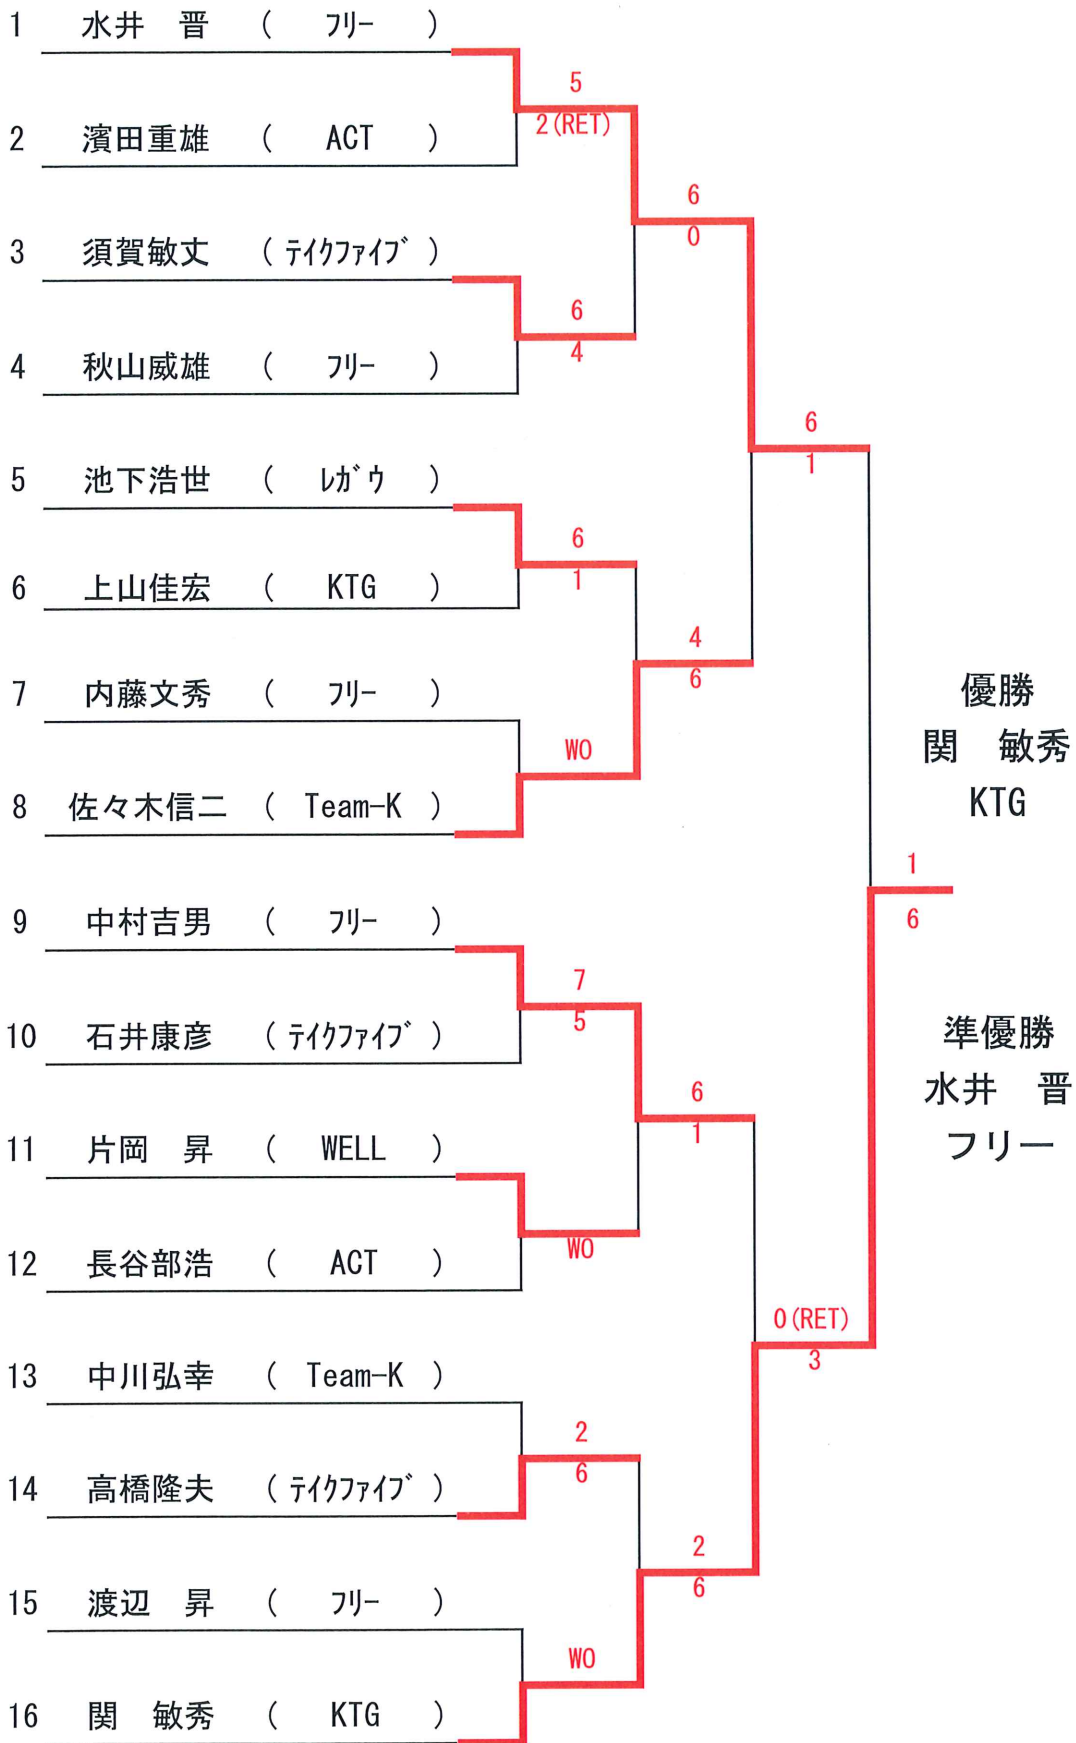 1 水井　晋 （ フリー ）
5
2(RET)
2 濱田重雄 （ ACT ）
6
0
3 須賀敏丈 （ テイクファイブ ）
6
4
4 秋山威雄 （ フリー ）
6
1
5 池下浩世 （ レガウ ）
6
1
6 上山佳宏 （ KTG ）
4
6
7 内藤文秀 （ フリー ）
WO
8 佐々木信二 （ Team-K ）
優勝
関　敏秀
KTG
1
6
9 中村吉男 （ フリー ）
7
5
10 石井康彦 （ テイクファイブ ）
準優勝
水井　晋
フリー
6
1
11 片岡　昇 （ WELL ）
WO
12 長谷部浩 （ ACT ）
0(RET)
3
13 中川弘幸 （ Team-K ）
2
6
14 高橋隆夫 （ テイクファイブ ）
2
6
15 渡辺　昇 （ フリー ）
WO
16 関　敏秀 （ KTG ）